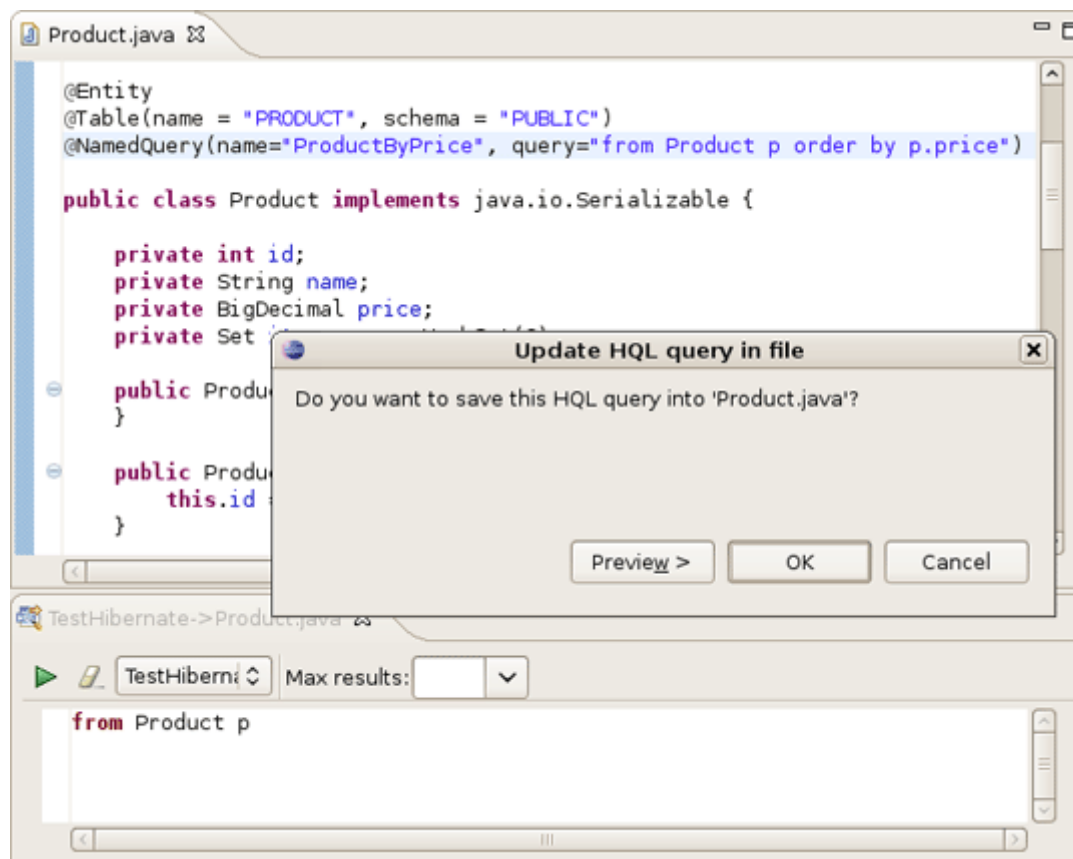 Product.java
@Entity
@Table(name = "PRODUCT", schema = "PUBLIC")
@NamedQuery(name="ProductByPrice", query="from Product p order by p.price")
public class Product implements java.io.Serializable {
private int id;
private String name;
private BigDecimal price;
private Set
public Produ
}
public Produ
this.id =
}
Update HQL query in file
Do you want to save this HQL query into 'Product.java'?
Preview > OK Cancel
TestHibernate->Product.java
TestHiberna Max results:
from Product p